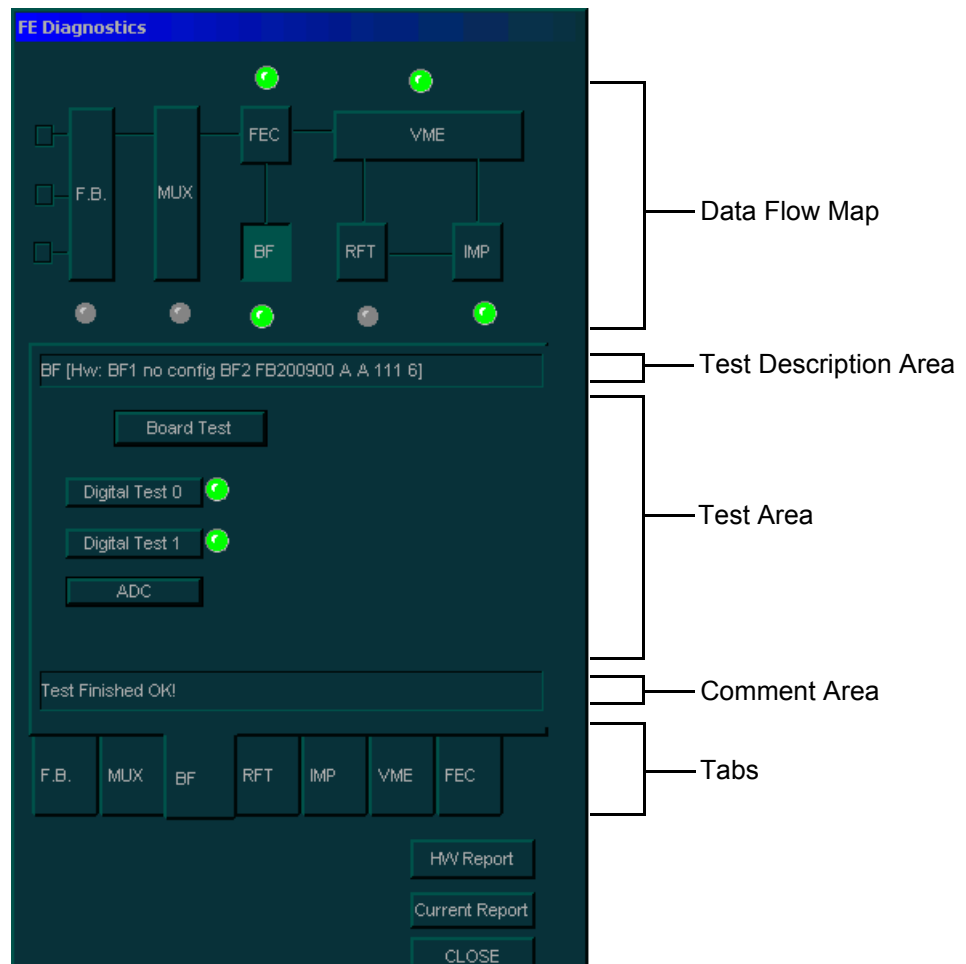 FE Diagnostics
FEC
VME
F.B.
MUX
BF
RFT
IMP
Data Flow Map
BF [Hw: BF1 no config BF2 FB200900 A A 111 6]
Test Description Area
Board Test
Digital Test 0
Digital Test 1
ADC
Test Area
Test Finished OK!
Comment Area
F.B.
MUX
BF
RFT
IMP
VME
FEC
Tabs
HW Report
Current Report
CLOSE